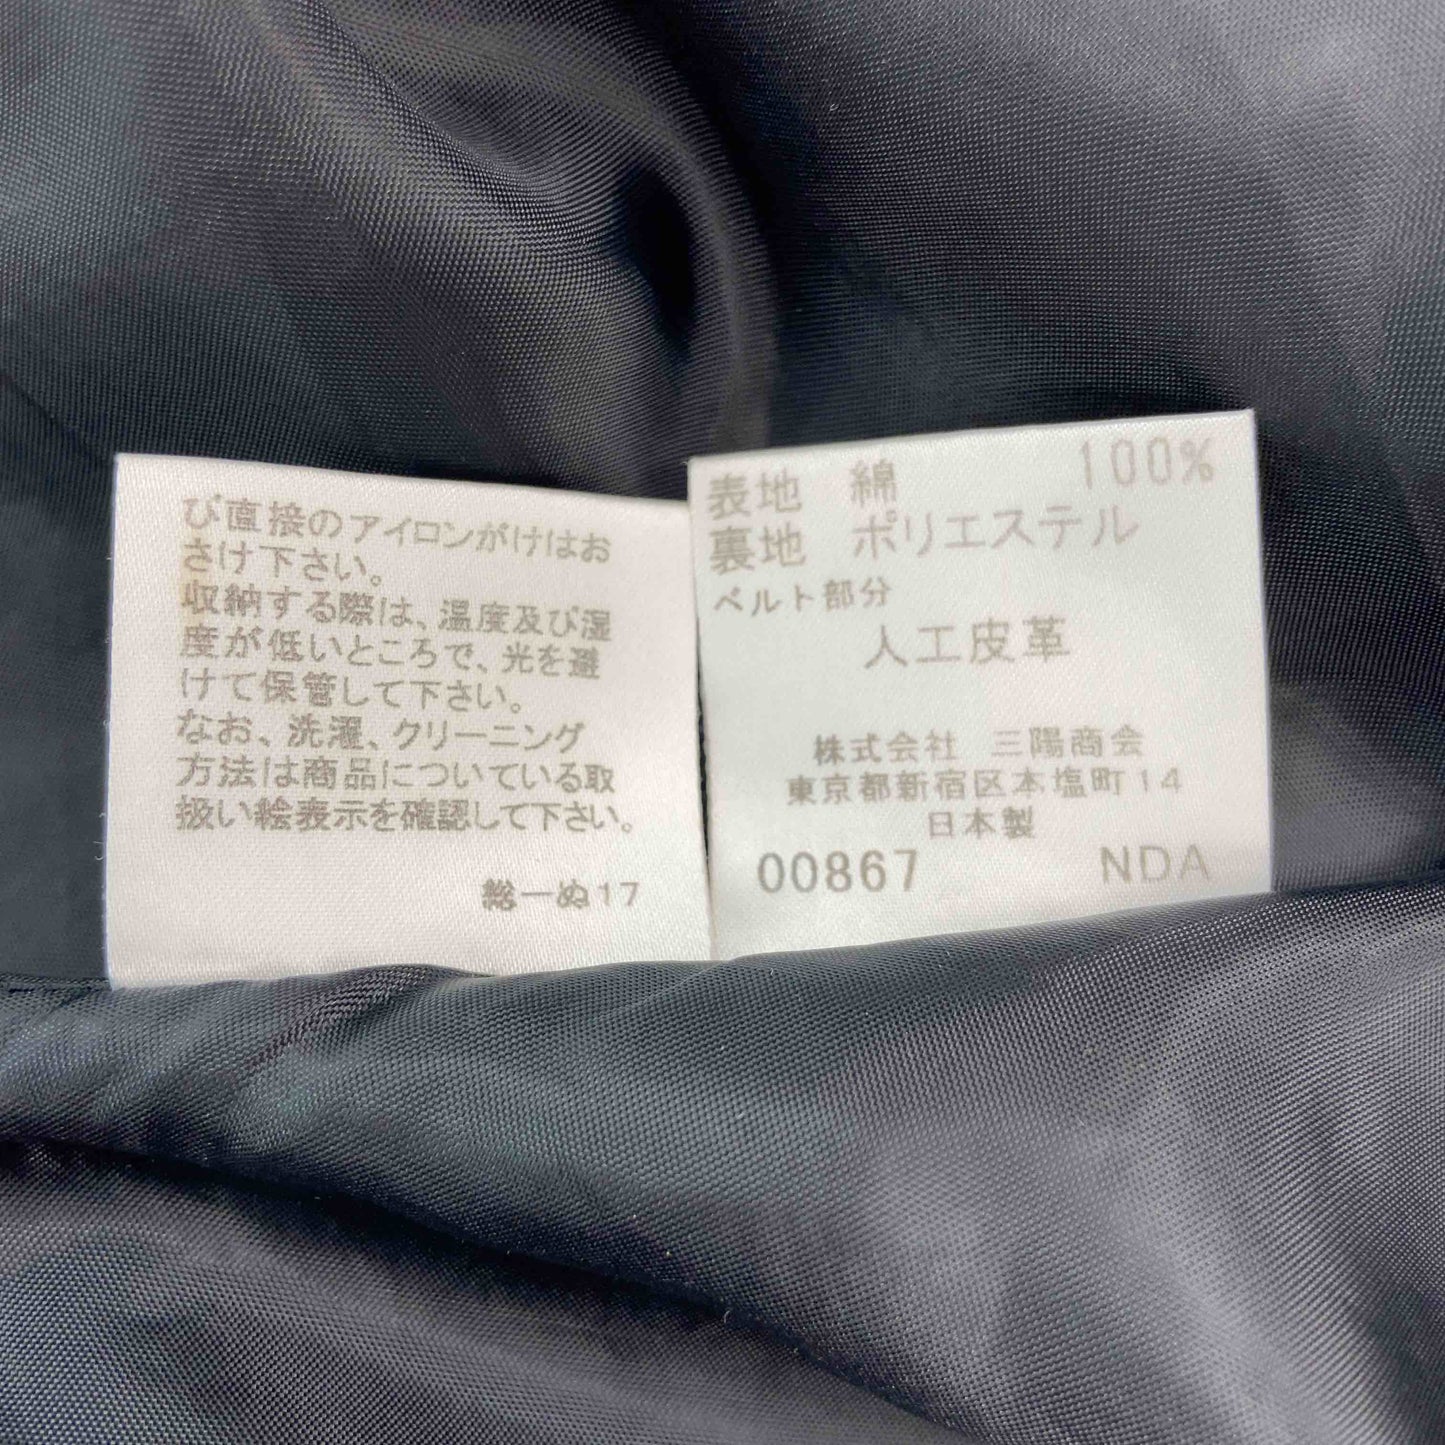 び直接のアイロンがけはお
さけ下さい。
収納する際は、温度及び湿
度が低いところで、光を避
けて保管して下さい。
なお、洗濯、クリーニング
方法は商品についている取
扱い絵表示を確認して下さい。
総ーぬ17
表地 綿 100%
裏地 ポリエステル
ベルト部分
人工皮革
株式会社 三陽商会
東京都新宿区本塩町14
日本製
00867 NDA